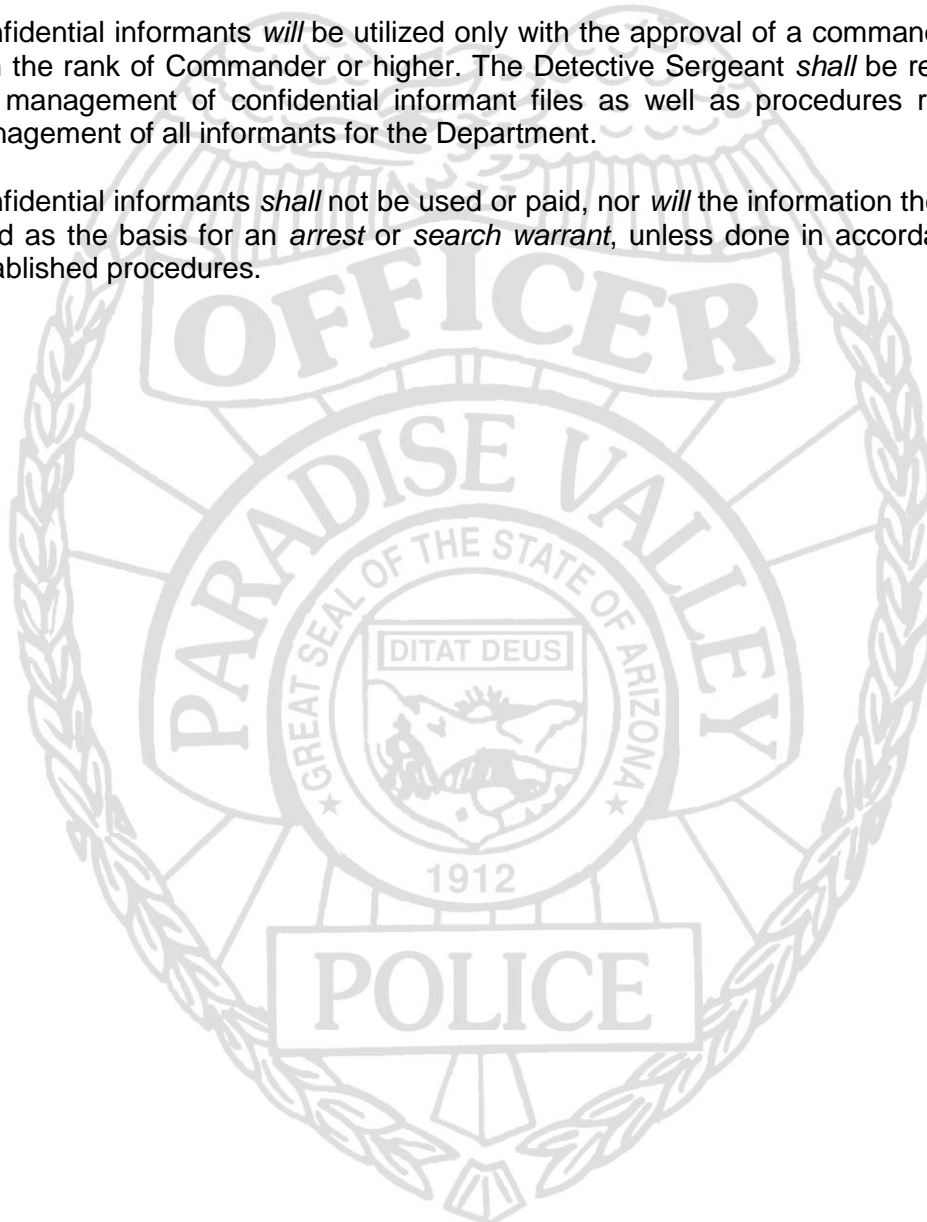 nfidential informants will be utilized only with the approval of a command
the rank of Commander or higher. The Detective Sergeant shall be re
management of confidential informant files as well as procedures r
nagement of all informants for the Department.
nfidential informants shall not be used or paid, nor will the information the
d as the basis for an arrest or search warrant, unless done in accorda
ablished procedures.
OFFICER
PARADISE VALLEY
GREAT SEAL OF THE STATE OF ARIZONA
DITAT DEUS
1912
POLICE